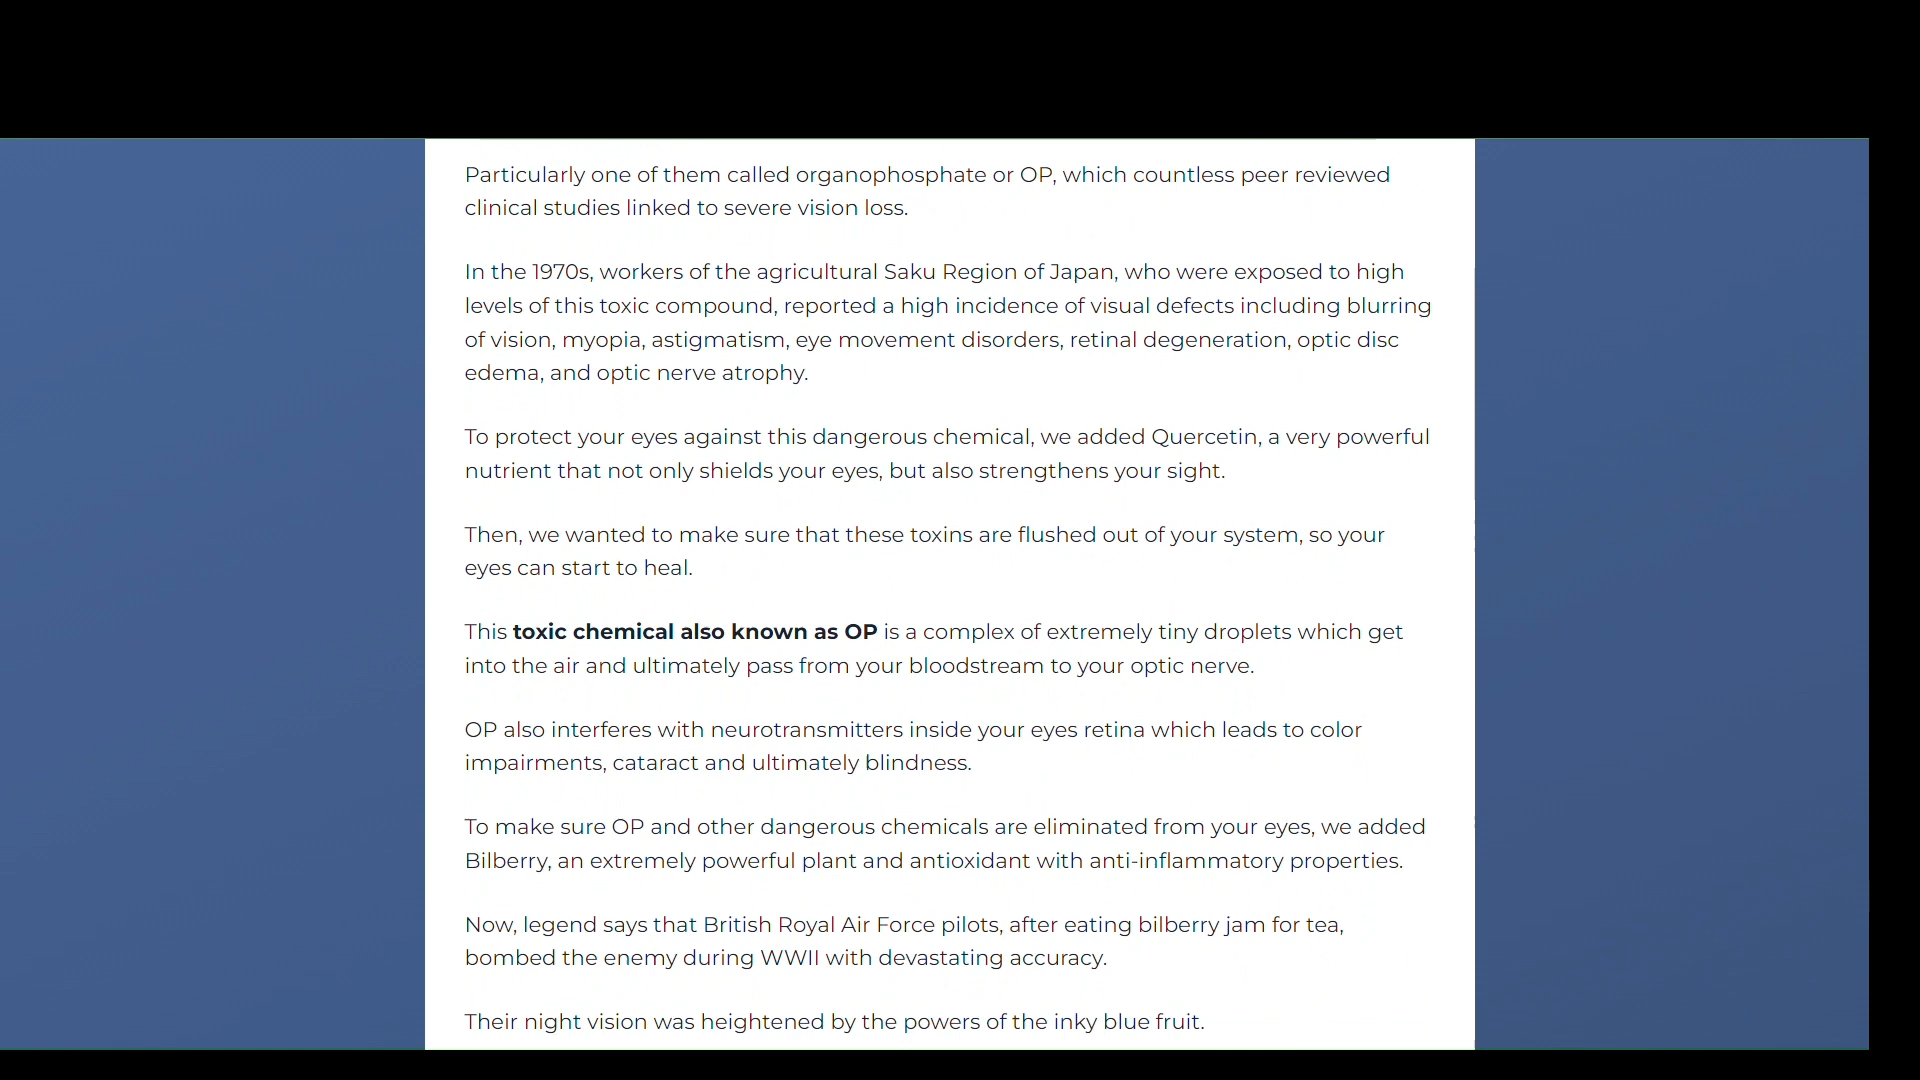 Particularly one of them called organophosphate or OP, which countless peer reviewed
clinical studies linked to severe vision loss.
In the 1970s, workers of the agricultural Saku Region of Japan, who were exposed to high
levels of this toxic compound, reported a high incidence of visual defects including blurring
of vision, myopia, astigmatism, eye movement disorders, retinal degeneration, optic disc
edema, and optic nerve atrophy.
To protect your eyes against this dangerous chemical, we added Quercetin, a very powerful
nutrient that not only shields your eyes, but also strengthens your sight.
Then, we wanted to make sure that these toxins are flushed out of your system, so your
eyes can start to heal.
This toxic chemical also known as OP is a complex of extremely tiny droplets which get
into the air and ultimately pass from your bloodstream to your optic nerve.
OP also interferes with neurotransmitters inside your eyes retina which leads to color
impairments, cataract and ultimately blindness.
To make sure OP and other dangerous chemicals are eliminated from your eyes, we added
Bilberry, an extremely powerful plant and antioxidant with anti-inflammatory properties.
Now, legend says that British Royal Air Force pilots, after eating bilberry jam for tea,
bombed the enemy during WWII with devastating accuracy.
Their night vision was heightened by the powers of the inky blue fruit.